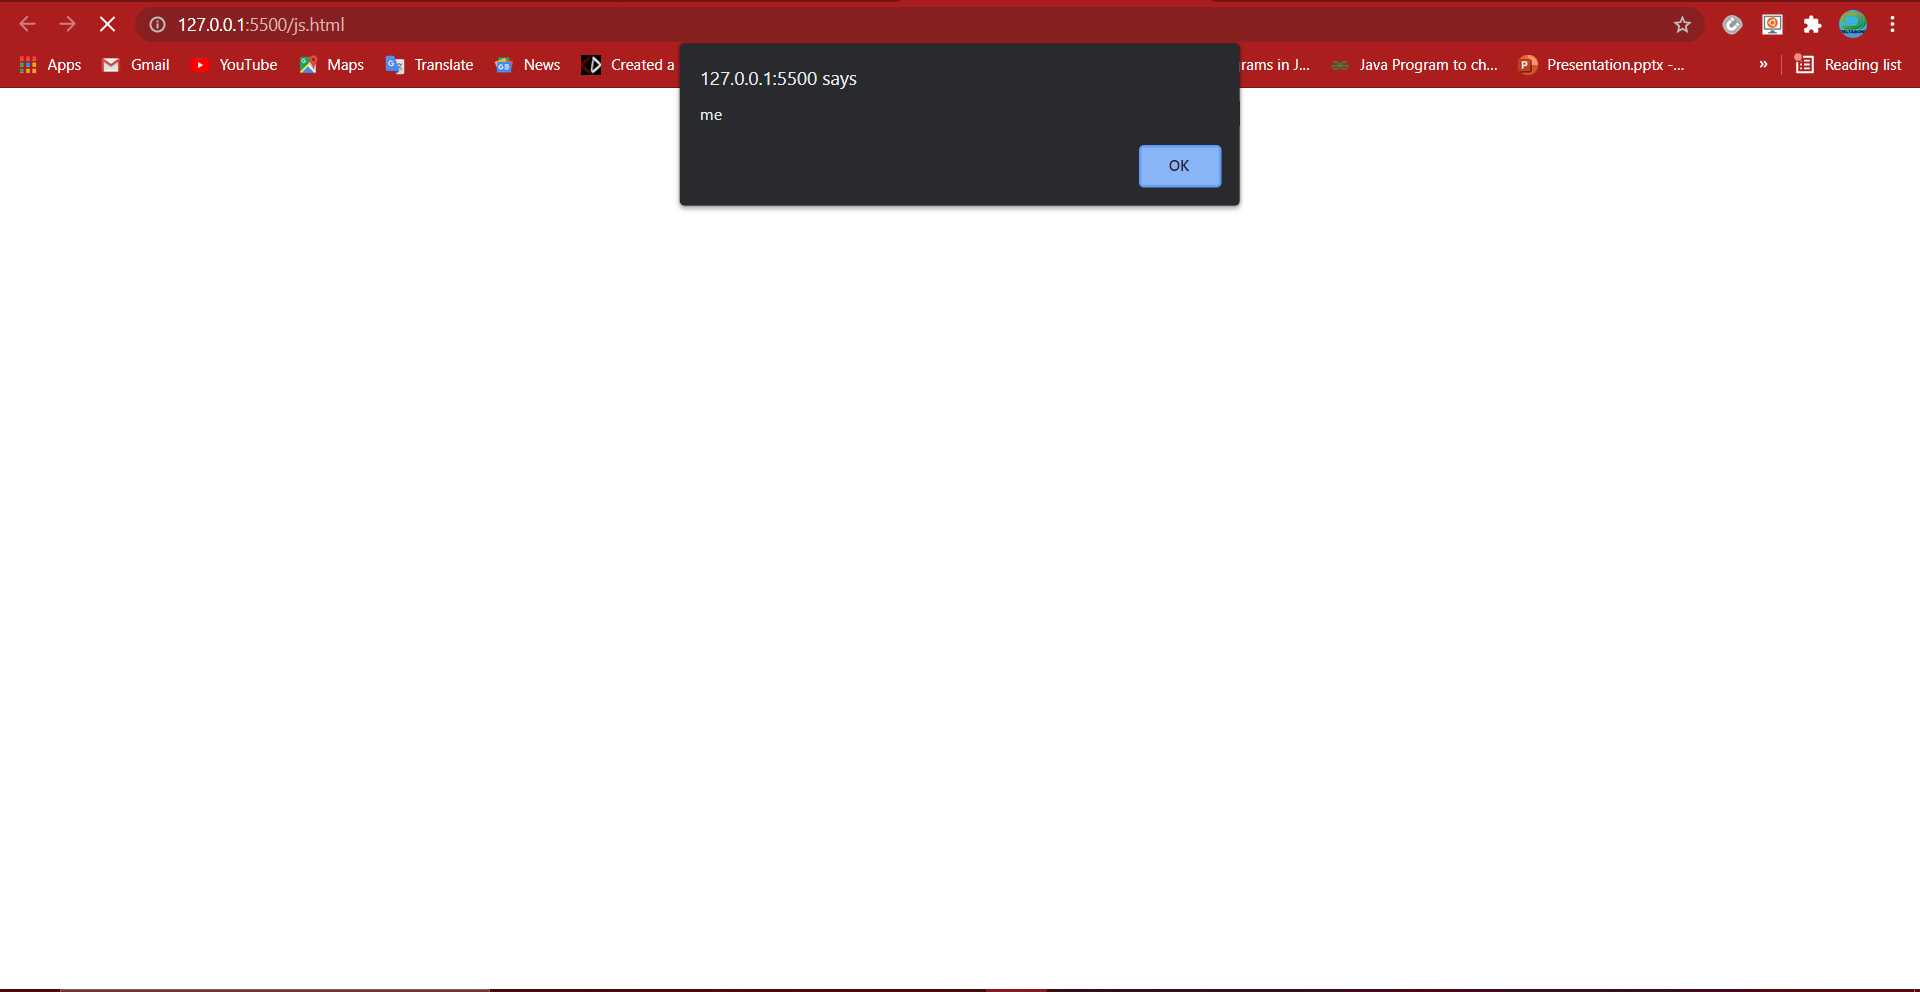 127.0.0.1:5500/js.html
Apps Gmail YouTube Maps Translate News Created a rams in J... Java Program to ch... Presentation.pptx -... » Reading list
127.0.0.1:5500 says
me
OK